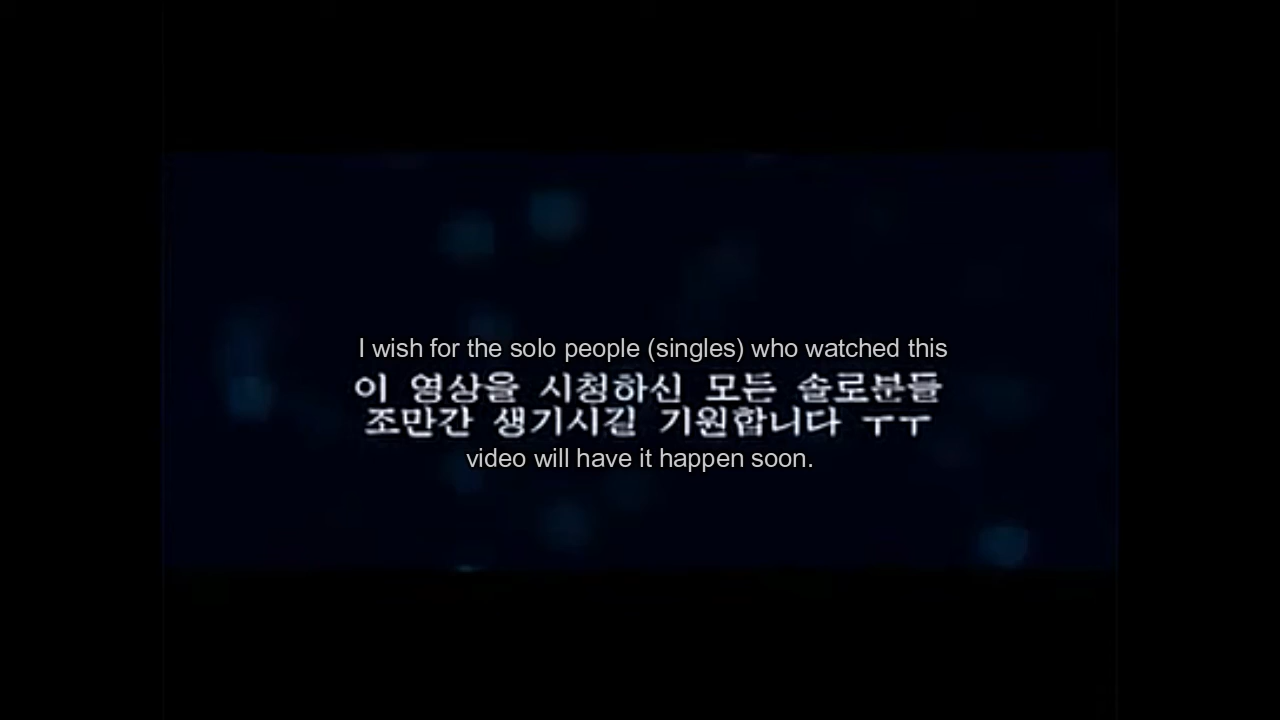 I wish for the solo people (singles) who watched this
이 영상을 시청하신 모든 솔로분들
조만간 생기시길 기원합니다 ㅜㅜ
video will have it happen soon.